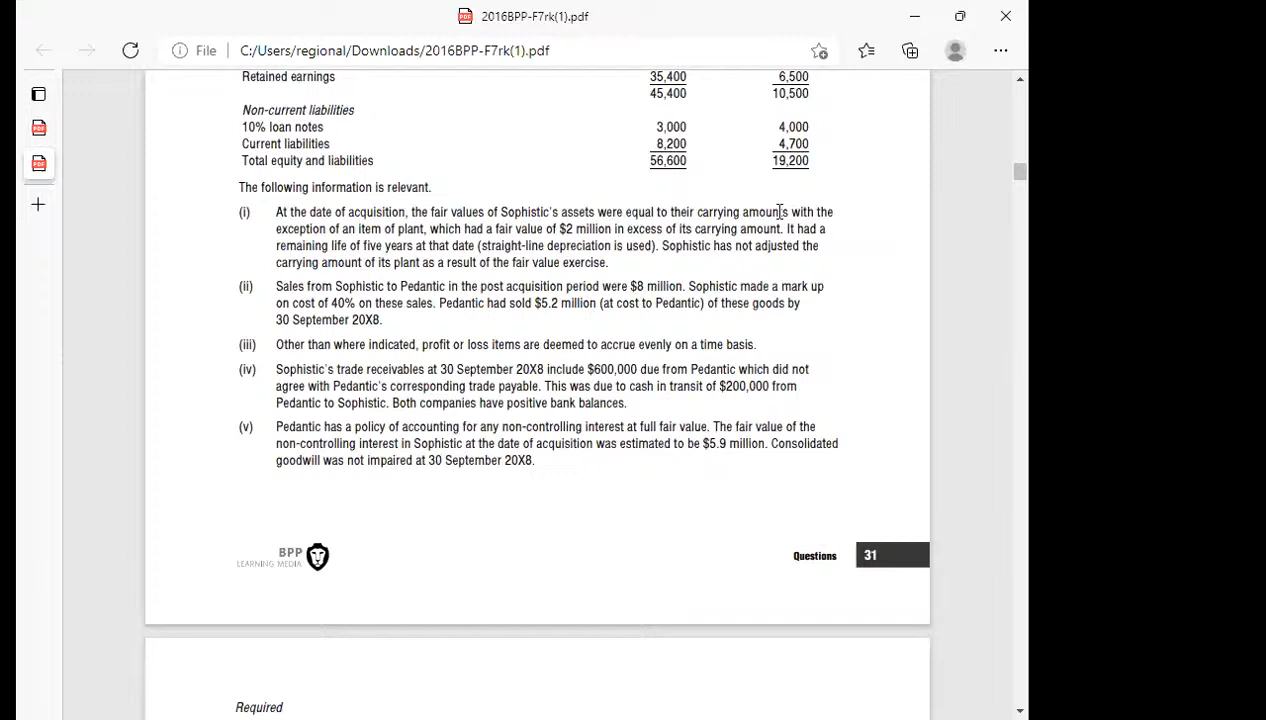 2016BPP-F7rk(1).pdf
File C:/Users/regional/Downloads/2016BPP-F7rk(1).pdf
Retained earnings 35,400 6,500
45,400 10,500
Non-current liabilities
10% loan notes 3,000 4,000
Current liabilities 8,200 4,700
Total equity and liabilities 56,600 19,200
The following information is relevant.
(i) At the date of acquisition, the fair values of Sophistic's assets were equal to their carrying amounts with the
exception of an item of plant, which had a fair value of $2 million in excess of its carrying amount. It had a
remaining life of five years at that date (straight-line depreciation is used). Sophistic has not adjusted the
carrying amount of its plant as a result of the fair value exercise.
(ii) Sales from Sophistic to Pedantic in the post acquisition period were $8 million. Sophistic made a mark up
on cost of 40% on these sales. Pedantic had sold $5.2 million (at cost to Pedantic) of these goods by
30 September 20X8.
(iii) Other than where indicated, profit or loss items are deemed to accrue evenly on a time basis.
(iv) Sophistic's trade receivables at 30 September 20X8 include $600,000 due from Pedantic which did not
agree with Pedantic's corresponding trade payable. This was due to cash in transit of $200,000 from
Pedantic to Sophistic. Both companies have positive bank balances.
(v) Pedantic has a policy of accounting for any non-controlling interest at full fair value. The fair value of the
non-controlling interest in Sophistic at the date of acquisition was estimated to be $5.9 million. Consolidated
goodwill was not impaired at 30 September 20X8.
BPP
LEARNING MEDIA
Questions 31
Required